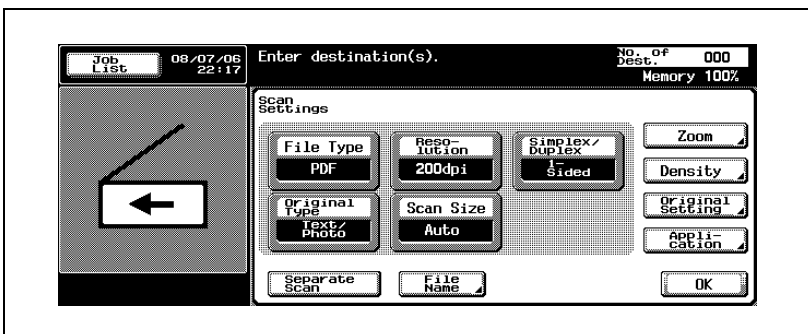 Job
List
08/07/06
22:17
Enter destination(s).
No. of
Dest.
000
Memory 100%
Scan
Settings
File Type
PDF
Reso-
lution
200dpi
Simplex/
Duplex
1-
Sided
Zoom
Density
Original
Type
Text/
Photo
Scan Size
Auto
Original
Setting
Appli-
cation
Separate
Scan
File
Name
OK